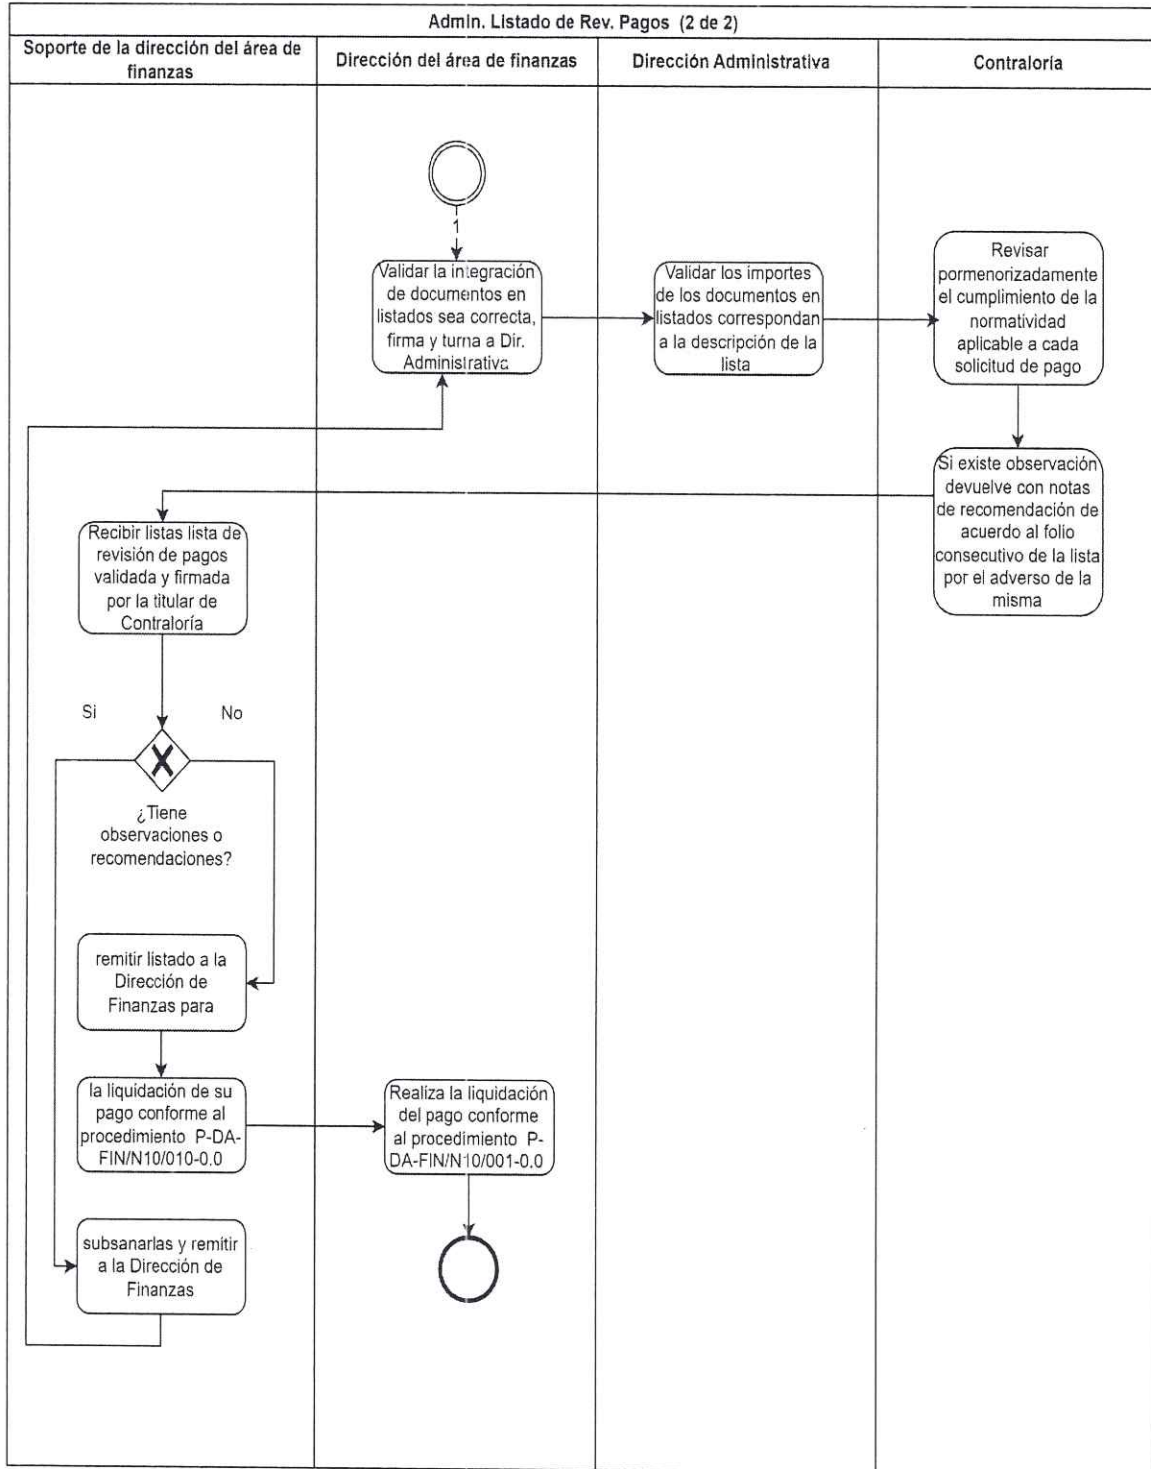 Admin. Listado de Rev. Pagos (2 de 2)
Soporte de la dirección del área de
finanzas
Dirección del área de finanzas
Dirección Administrativa
Contraloría
1
Validar la integración
de documentos en
listados sea correcta,
firma y turna a Dir.
Administrativa
Validar los importes
de los documentos en
listados correspondan
a la descripción de la
lista
Revisar
pormenorizadamente
el cumplimiento de la
normatividad
aplicable a cada
solicitud de pago
Si existe observación
devuelve con notas
de recomendación de
acuerdo al folio
consecutivo de la lista
por el adverso de la
misma
Recibir listas lista de
revisión de pagos
validada y firmada
por la titular de
Contraloría
Si
No
¿Tiene
observaciones o
recomendaciones?
remitir listado a la
Dirección de
Finanzas para
la liquidación de su
pago conforme al
procedimiento P-DA-
FIN/N10/010-0.0
Realiza la liquidación
del pago conforme
al procedimiento P-
DA-FIN/N10/001-0.0
subsanarlas y remitir
a la Dirección de
Finanzas